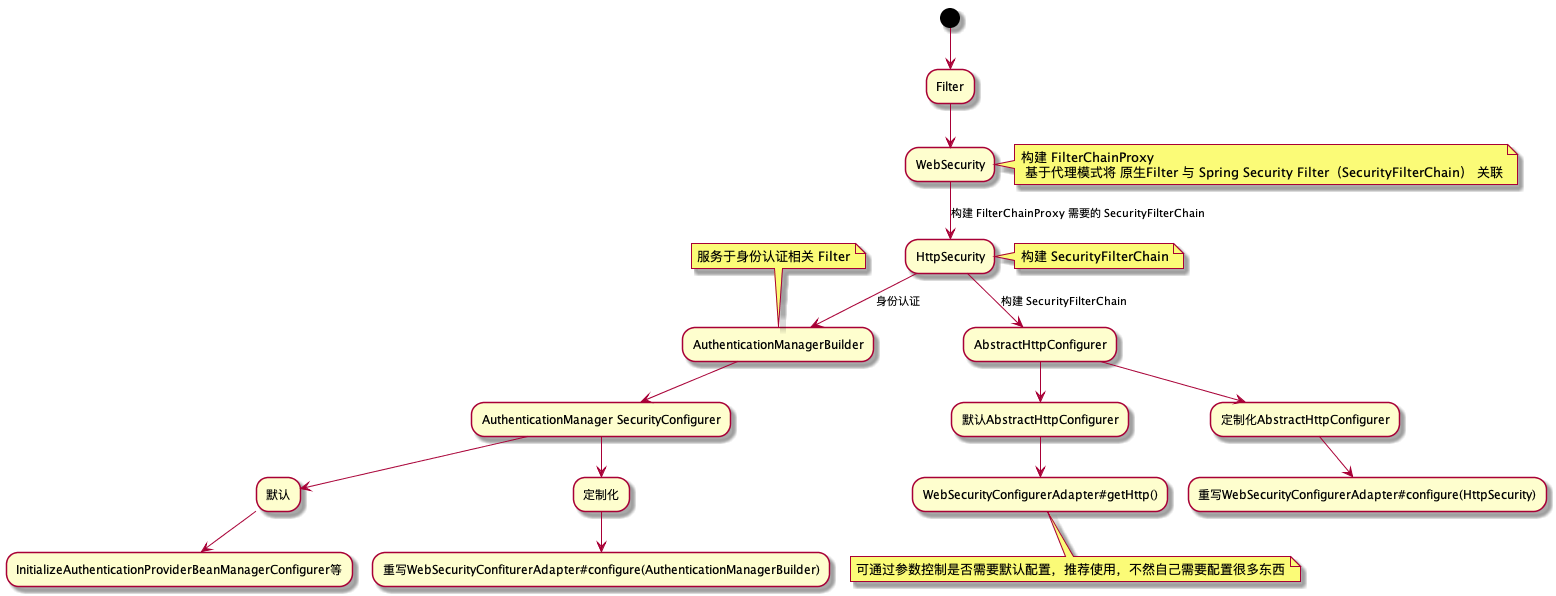 Filter
WebSecurity
构建 FilterChainProxy
基于代理模式将 原生Filter 与 Spring Security Filter（SecurityFilterChain） 关联
构建 FilterChainProxy 需要的 SecurityFilterChain
服务于身份认证相关 Filter
HttpSecurity
构建 SecurityFilterChain
身份认证
构建 SecurityFilterChain
AuthenticationManagerBuilder
AbstractHttpConfigurer
AuthenticationManager SecurityConfigurer
默认AbstractHttpConfigurer
定制化AbstractHttpConfigurer
默认
定制化
WebSecurityConfigurerAdapter#getHttp()
重写WebSecurityConfigurerAdapter#configure(HttpSecurity)
InitializeAuthenticationProviderBeanManagerConfigurer等
重写WebSecurityConfiturerAdapter#configure(AuthenticationManagerBuilder)
可通过参数控制是否需要默认配置，推荐使用，不然自己需要配置很多东西